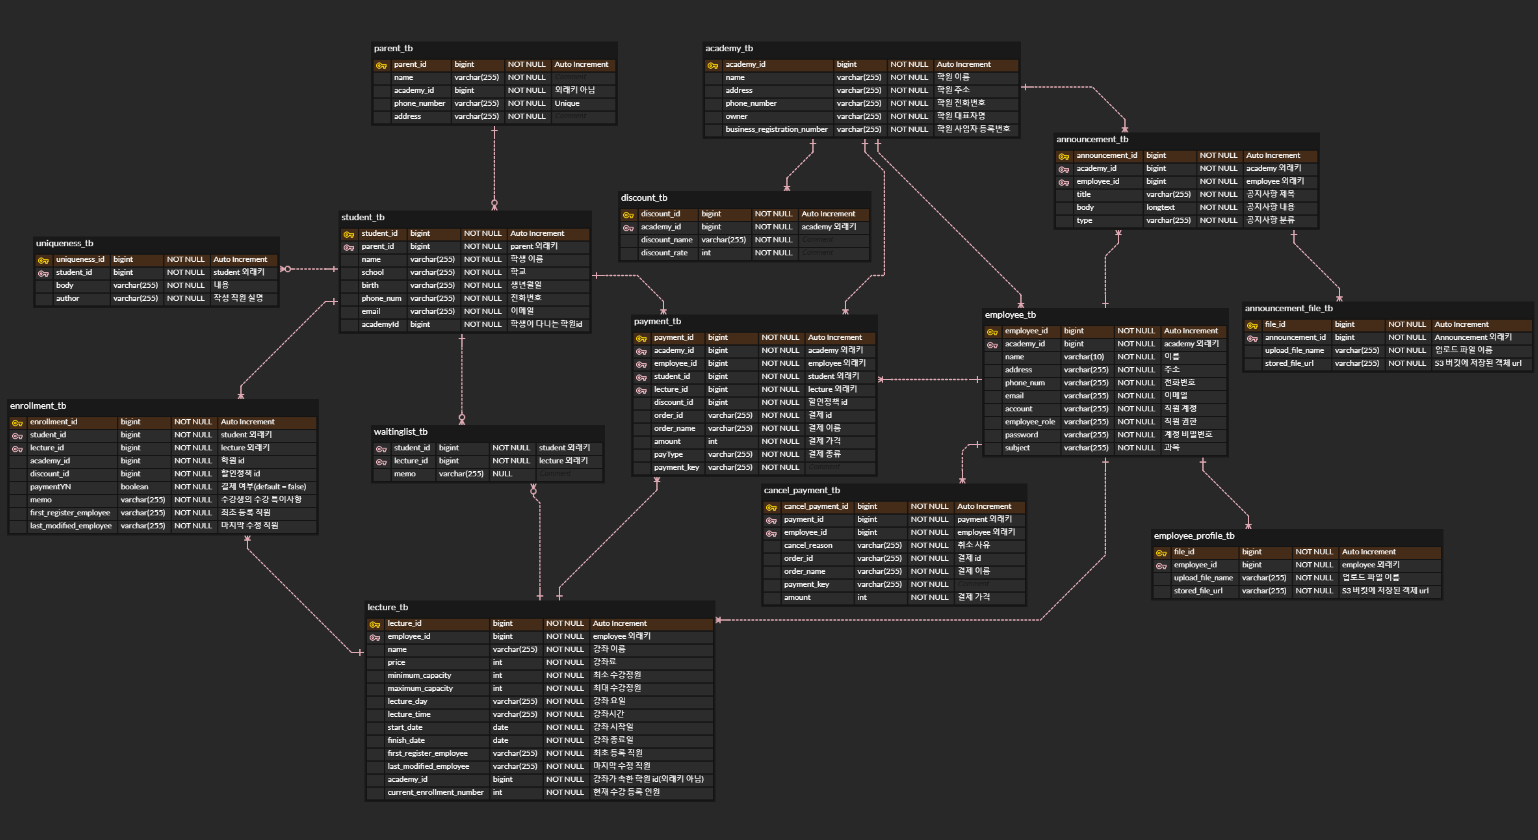 parent_tb
parent_id bigint NOT NULL Auto Increment
name varchar(255) NOT NULL
academy_id bigint NOT NULL 외래키 아님
phone_number varchar(255) NOT NULL Unique
address varchar(255) NOT NULL
academy_tb
academy_id bigint NOT NULL Auto Increment
name varchar(255) NOT NULL 학원 이름
address varchar(255) NOT NULL 학원 주소
phone_number varchar(255) NOT NULL 학원 전화번호
owner varchar(255) NOT NULL 학원 대표자명
business_registration_number varchar(255) NOT NULL 학원 사업자 등록번호
announcement_tb
announcement_id bigint NOT NULL Auto Increment
academy_id bigint NOT NULL academy 외래키
employee_id bigint NOT NULL employee 외래키
title varchar(255) NOT NULL 공지사항 제목
body longtext NOT NULL 공지사항 내용
type varchar(255) NOT NULL 공지사항 분류
discount_tb
discount_id bigint NOT NULL Auto Increment
academy_id bigint NOT NULL academy 외래키
discount_name varchar(255) NOT NULL
discount_rate int NOT NULL
student_tb
student_id bigint NOT NULL Auto Increment
parent_id bigint NOT NULL parent 외래키
name varchar(255) NOT NULL 학생 이름
school varchar(255) NOT NULL 학교
birth varchar(255) NOT NULL 생년월일
phone_num varchar(255) NOT NULL 전화번호
email varchar(255) NOT NULL 이메일
academyId bigint NOT NULL 학생이 다니는 학원id
uniqueness_tb
uniqueness_id bigint NOT NULL Auto Increment
student_id bigint NOT NULL student 외래키
body varchar(255) NOT NULL 내용
author varchar(255) NOT NULL 작성 직원 실명
announcement_file_tb
file_id bigint NOT NULL Auto Increment
announcement_id bigint NOT NULL Announcement 외래키
upload_file_name varchar(255) NOT NULL 업로드 파일 이름
stored_file_url varchar(255) NOT NULL S3 버킷에 저장된 객체 url
employee_tb
employee_id bigint NOT NULL Auto Increment
academy_id bigint NOT NULL academy 외래키
name varchar(10) NOT NULL 이름
address varchar(255) NOT NULL 주소
phone_num varchar(255) NOT NULL 전화번호
email varchar(255) NOT NULL 이메일
account varchar(255) NOT NULL 직원 계정
employee_role varchar(255) NOT NULL 직원 권한
password varchar(255) NOT NULL 계정 비밀번호
subject varchar(255) NOT NULL 과목
payment_tb
payment_id bigint NOT NULL Auto Increment
academy_id bigint NOT NULL academy 외래키
employee_id bigint NOT NULL employee 외래키
student_id bigint NOT NULL student 외래키
lecture_id bigint NOT NULL lecture 외래키
discount_id bigint NOT NULL 할인정책 id
order_id varchar(255) NOT NULL 결제 id
order_name varchar(255) NOT NULL 결제 이름
amount int NOT NULL 결제 가격
payType varchar(255) NOT NULL 결제 종류
payment_key varchar(255) NOT NULL
enrollment_tb
enrollment_id bigint NOT NULL Auto Increment
student_id bigint NOT NULL student 외래키
lecture_id bigint NOT NULL lecture 외래키
academy_id bigint NOT NULL 학원 id
discount_id bigint NOT NULL 할인정책 id
paymentYN boolean NOT NULL 결제 여부(default = false)
memo varchar(255) NOT NULL 수강생의 수강 특이사항
first_register_employee varchar(255) NOT NULL 최소 등록 직원
last_modified_employee varchar(255) NOT NULL 마지막 수정 직원
waitinglist_tb
student_id bigint NOT NULL student 외래키
lecture_id bigint NOT NULL lecture 외래키
memo varchar(255) NULL
cancel_payment_tb
cancel_payment_id bigint NOT NULL Auto Increment
payment_id bigint NOT NULL payment 외래키
employee_id bigint NOT NULL employee 외래키
cancel_reason varchar(255) NOT NULL 취소 사유
order_id varchar(255) NOT NULL 결제 id
order_name varchar(255) NOT NULL 결제 이름
payment_key varchar(255) NOT NULL
amount int NOT NULL 결제 가격
employee_profile_tb
file_id bigint NOT NULL Auto Increment
employee_id bigint NOT NULL employee 외래키
upload_file_name varchar(255) NOT NULL 업로드 파일 이름
stored_file_url varchar(255) NOT NULL S3 버킷에 저장된 객체 url
lecture_tb
lecture_id bigint NOT NULL Auto Increment
employee_id bigint NOT NULL employee 외래키
name varchar(255) NOT NULL 강좌 이름
price int NOT NULL 강좌료
minimum_capacity int NOT NULL 최소 수강정원
maximum_capacity int NOT NULL 최대 수강정원
lecture_day varchar(255) NOT NULL 강좌 요일
lecture_time varchar(255) NOT NULL 강좌시간
start_date date NOT NULL 강좌 시작일
finish_date date NOT NULL 강좌 종료일
first_register_employee varchar(255) NOT NULL 최초 등록 직원
last_modified_employee varchar(255) NOT NULL 마지막 수정 직원
academy_id bigint NOT NULL 강좌가 속한 학원 id(외래키 아님)
current_enrollment_number int NOT NULL 현재 수강 등록 인원